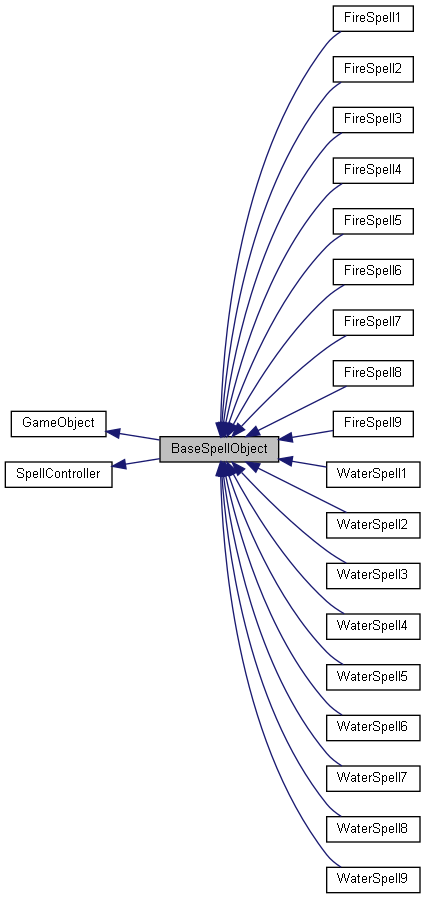 FireSpell1
FireSpell2
FireSpell3
FireSpell4
FireSpell5
FireSpell6
FireSpell7
FireSpell8
GameObject
FireSpell9
BaseSpellObject
SpellController
WaterSpell1
WaterSpell2
WaterSpell3
WaterSpell4
WaterSpell5
WaterSpell6
WaterSpell7
WaterSpell8
WaterSpell9